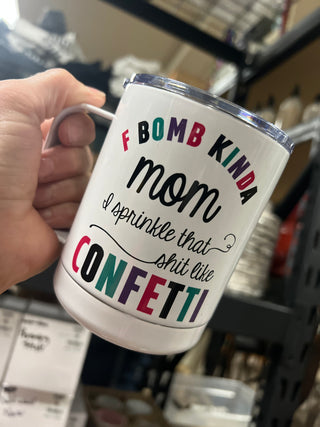 F BOMB KINDA
mom
I sprinkle that
shit like
CONFETTI